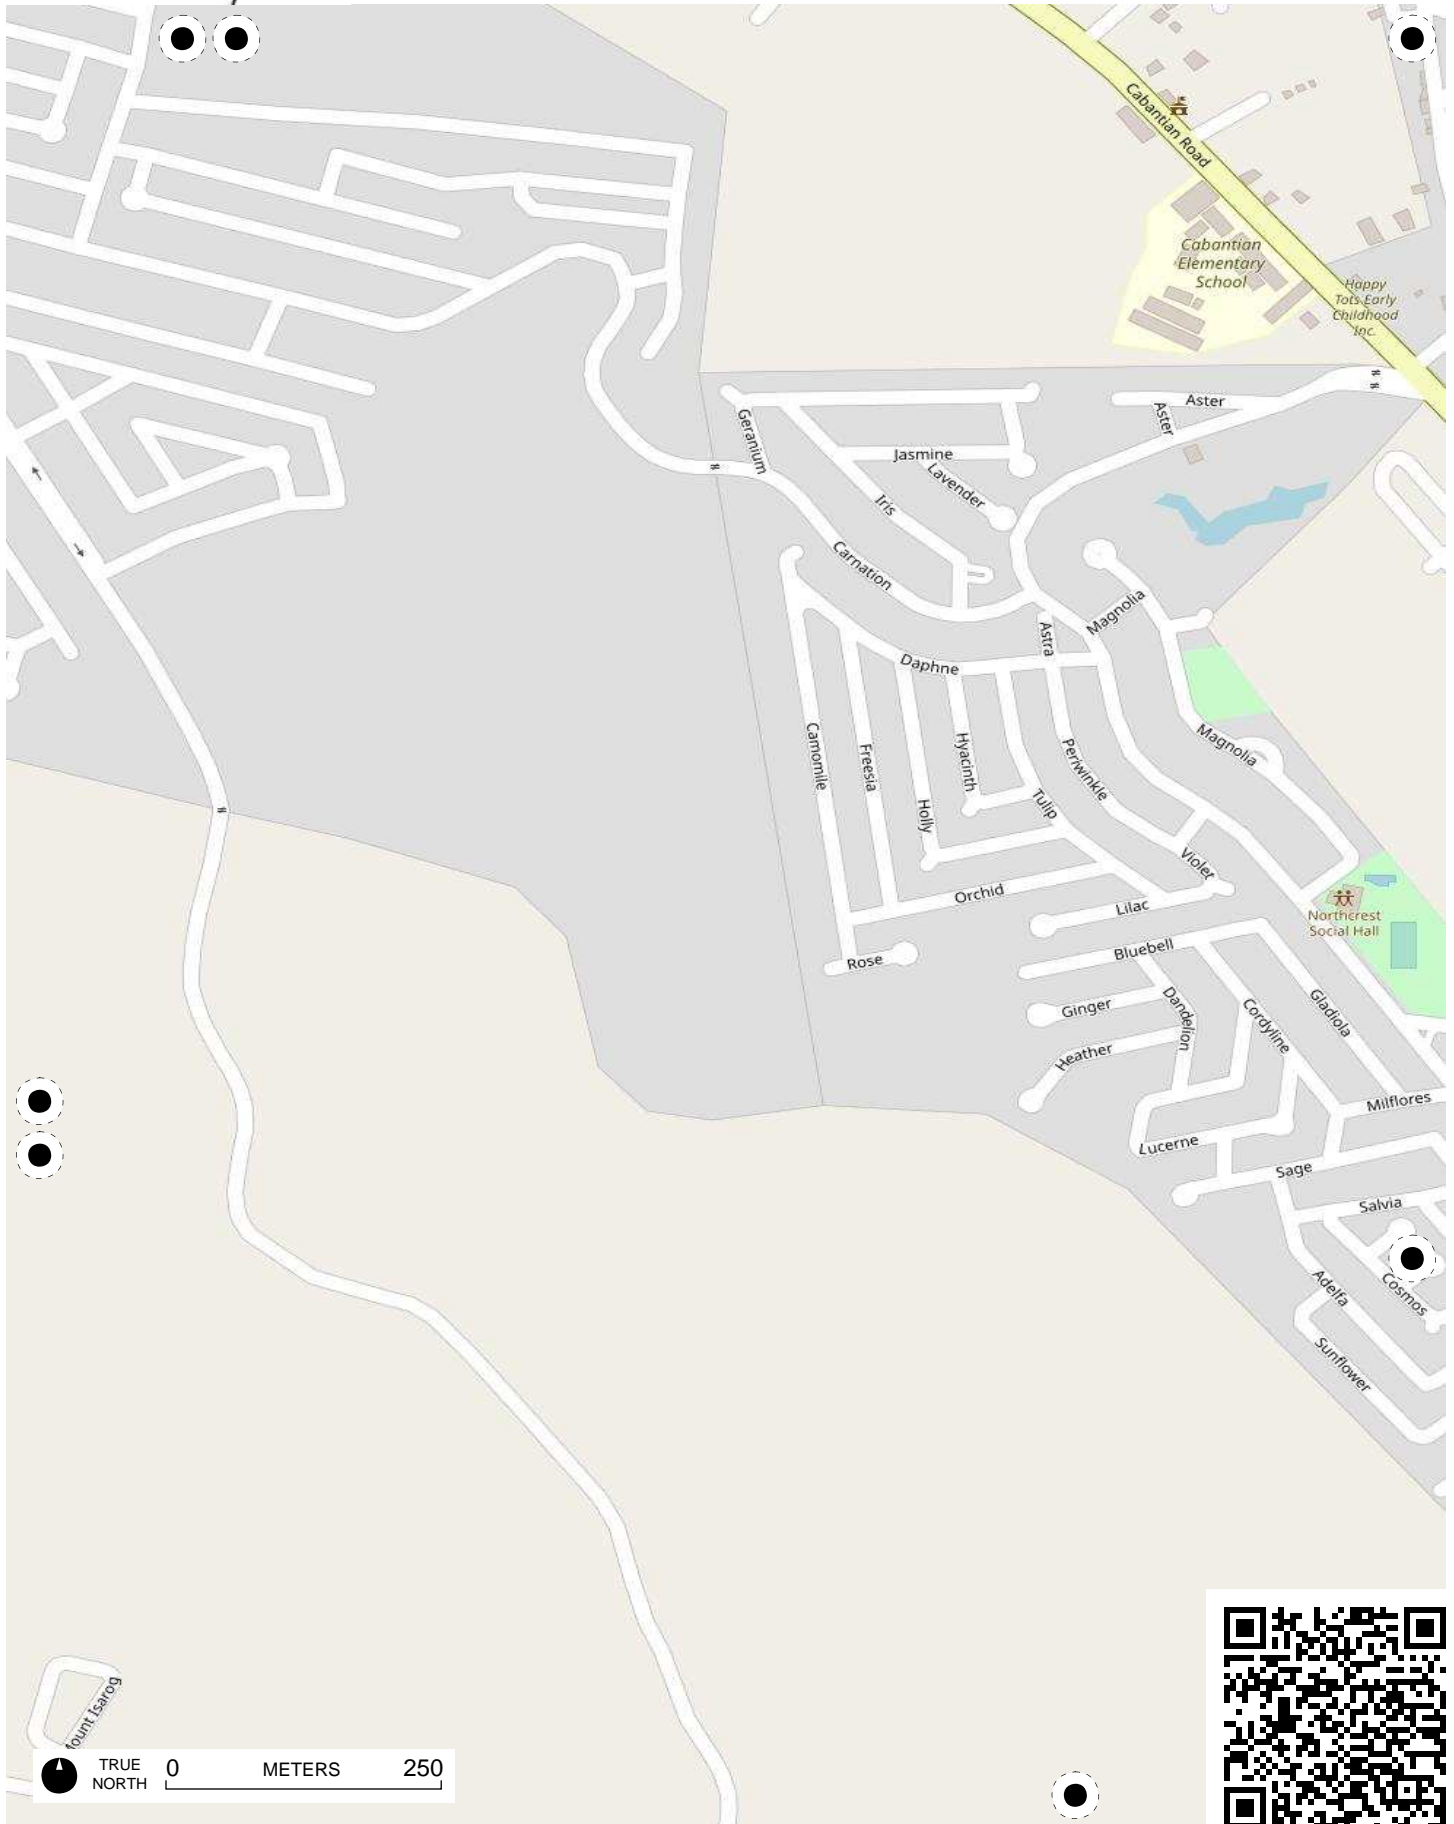 Cabantian Road
Cabantian
Elementary
School
Happy
Tots Early
Childhood
Inc.
Aster
Aster
Geranium
Jasmine
Lavender
Iris
Carnation
Magnolia
Astra
Daphne
Camomile
Freesia
Hyacinth
Holly
Periwinkle
Tulip
Magnolia
Violet
Orchid
Lilac
Northcrest
Social Hall
Bluebell
Rose
Ginger
Dandelion
Cordyline
Gladiola
Heather
Milflores
Lucerne
Sage
Salvia
Adelfa
Cosmos
Sunflower
Mount Isarog
TRUE
NORTH
0 METERS 250